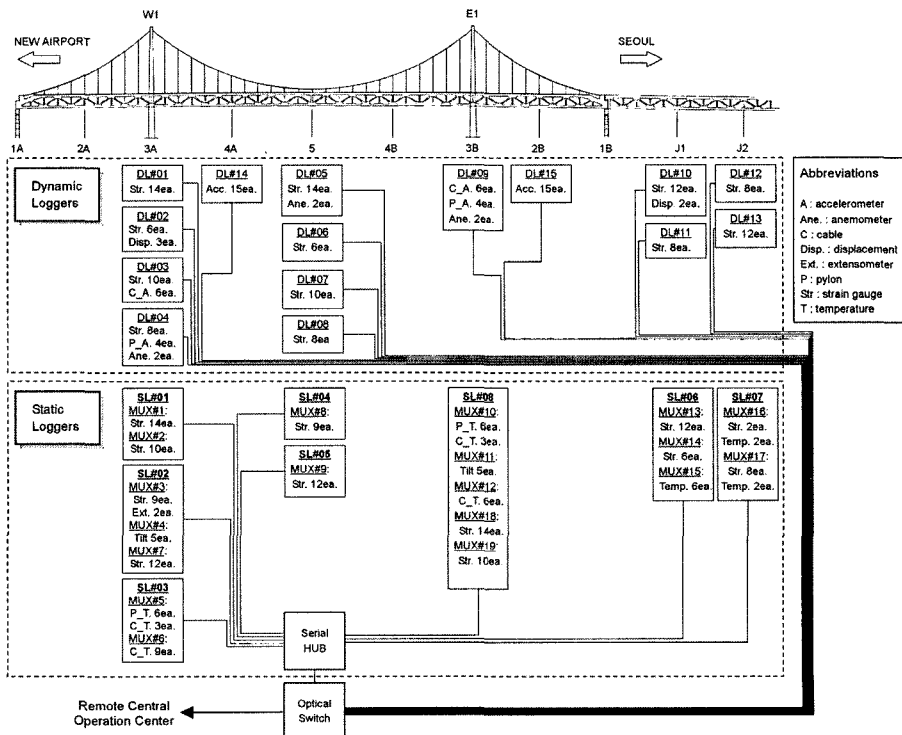 W1
E1
NEW AIRPORT
SEOUL
1A
2A
3A
4A
5
4B
3B
2B
1B
J1
J2
Dynamic
Loggers
DL#01
Str. 14ea.
DL#02
Str. 6ea.
Disp. 3ea.
DL#03
Str. 10ea.
C_A. 6ea.
DL#04
Str. 8ea.
P_A. 4ea.
Ane. 2ea.
DL#14
Acc. 15ea.
DL#05
Str. 14ea.
Ane. 2ea.
DL#06
Str. 6ea.
DL#07
Str. 10ea.
DL#08
Str. 8ea
DL#09
C_A. 6ea.
P_A. 4ea.
Ane. 2ea.
DL#15
Acc. 15ea.
DL#10
Str. 12ea.
Disp. 2ea.
DL#11
Str. 8ea.
DL#12
Str. 8ea.
DL#13
Str. 12ea.
Abbreviations
A : accelerometer
Ane. : anemometer
C : cable
Disp. : displacement
Ext. : extensometer
P : pylon
Str : strain gauge
T : temperature
Static
Loggers
SL#01
MUX#1:
Str. 14ea.
MUX#2:
Str. 10ea.
SL#02
MUX#3:
Str. 9ea.
Ext. 2ea.
MUX#4:
Tilt 5ea.
MUX#7:
Str. 12ea.
SL#03
MUX#5:
P_T. 6ea.
C_T. 3ea.
MUX#6:
C_T. 9ea.
SL#04
MUX#8:
Str. 9ea.
SL#05
MUX#9:
Str. 12ea.
SL#08
MUX#10:
P_T. 6ea.
C_T. 3ea.
MUX#11:
Tilt 5ea.
MUX#12:
C_T. 6ea.
MUX#18:
Str. 14ea.
MUX#19:
Str. 10ea.
SL#06
MUX#13:
Str. 12ea.
MUX#14:
Str. 6ea.
MUX#15:
Temp. 6ea.
SL#07
MUX#16:
Str. 2ea.
Temp. 2ea.
MUX#17:
Str. 8ea.
Temp. 2ea.
Serial
HUB
Remote Central
Operation Center
Optical
Switch